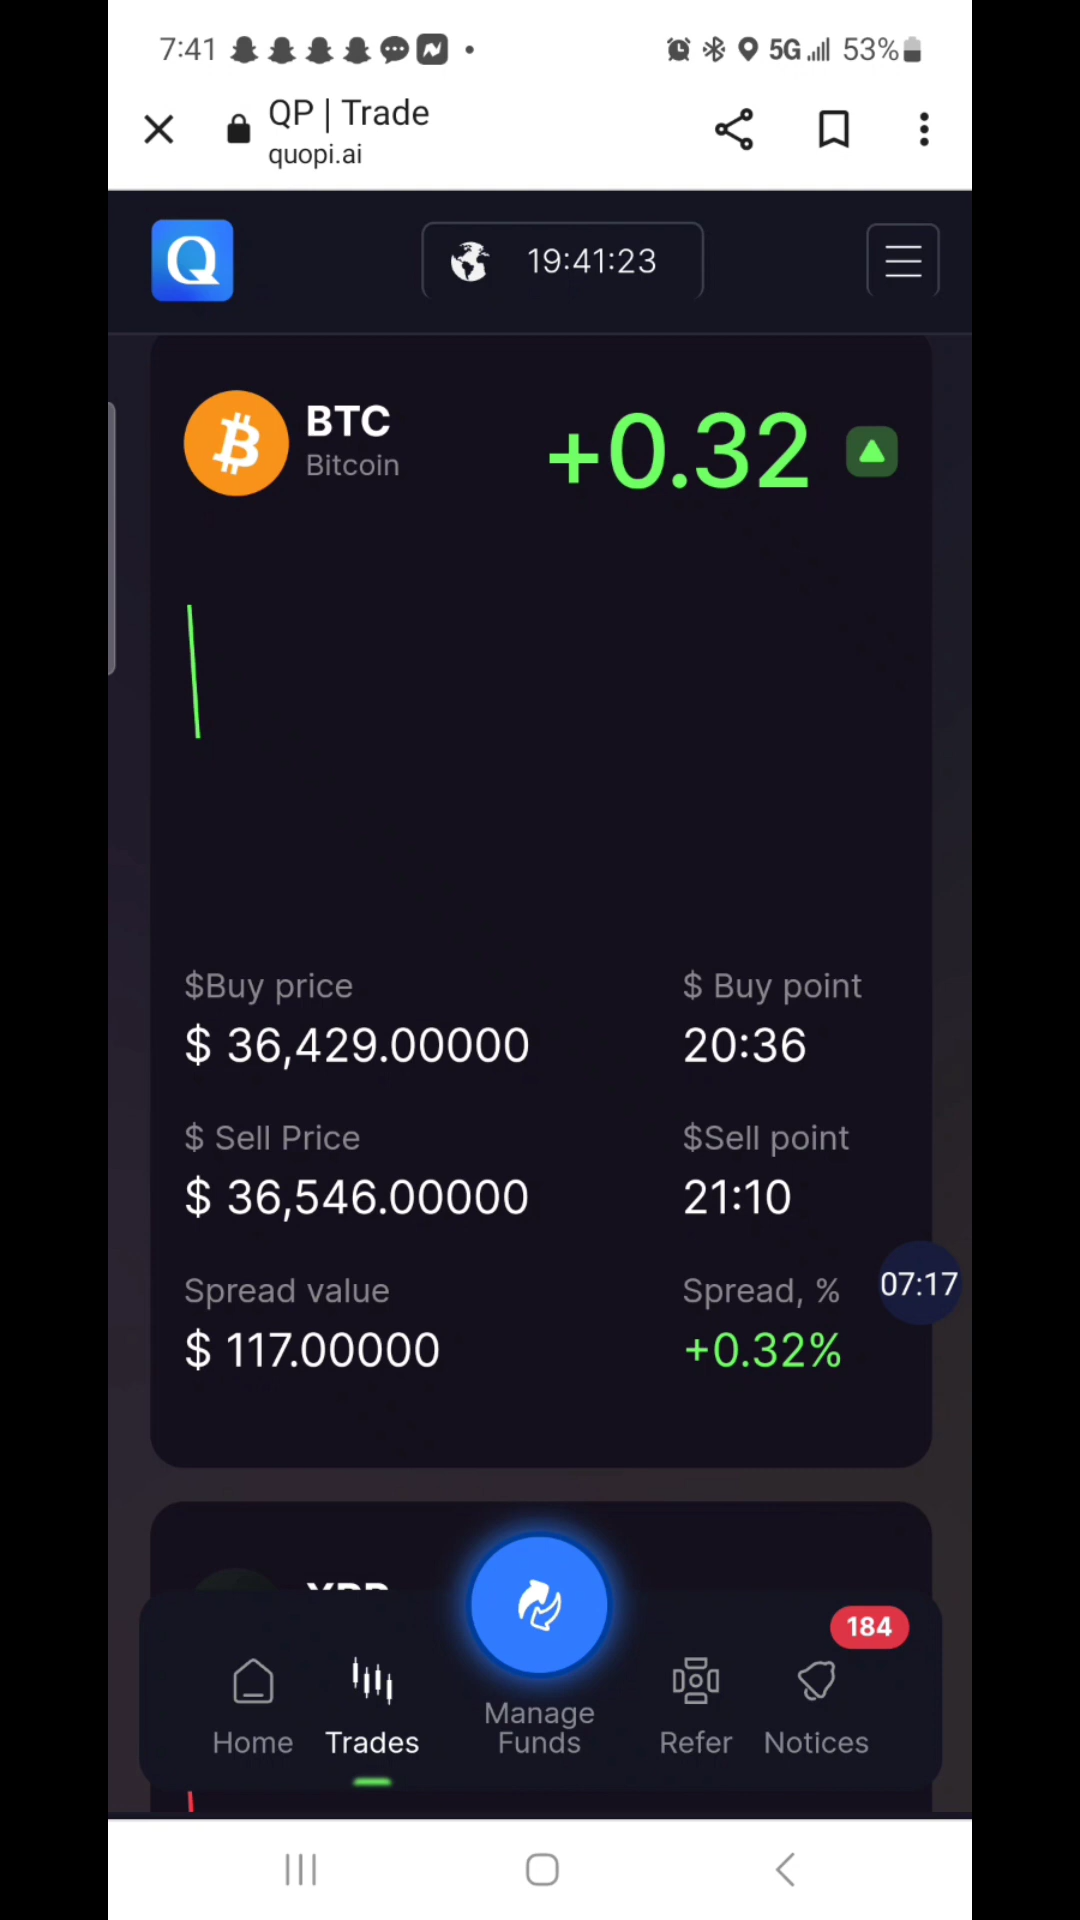 7:41 5G 53%
QP | Trade
quopi.ai
Q 19:41:23
BTC +0.32
Bitcoin
$Buy price $ Buy point
$ 36,429.00000 20:36
$ Sell Price $Sell point
$ 36,546.00000 21:10
Spread value Spread, % 07:17
$ 117.00000 +0.32%
184
Home Trades Manage Funds Refer Notices